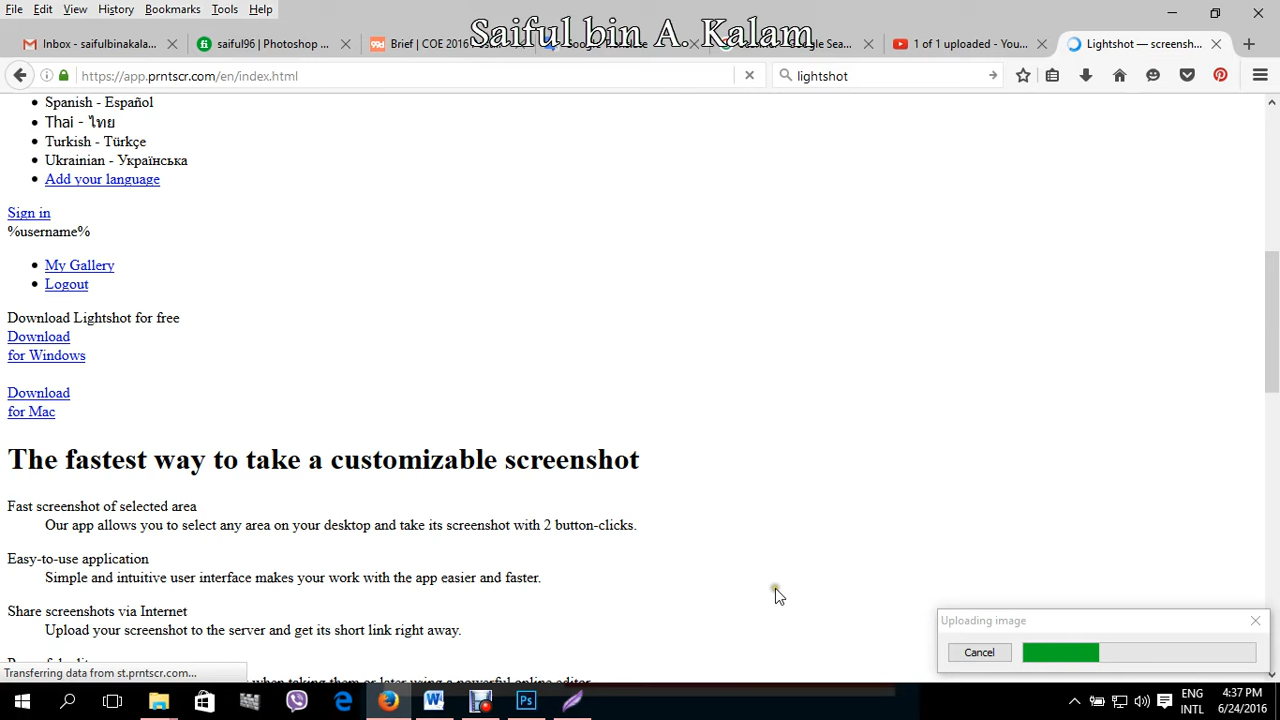 File Edit View History Bookmarks Tools Help
Saiful bin A. Kalam
Inbox - saifulbinakala...
saiful96 | Photoshop ...
Brief | COE 2016
1 of 1 uploaded - You...
Lightshot — screensh...
https://app.prntscr.com/en/index.html
lightshot
Spanish - Español
Thai - ไทย
Turkish - Türkçe
Ukrainian - Українська
Add your language
Sign in
%username%
My Gallery
Logout
Download Lightshot for free
Download
for Windows
Download
for Mac
The fastest way to take a customizable screenshot
Fast screenshot of selected area
Our app allows you to select any area on your desktop and take its screenshot with 2 button-clicks.
Easy-to-use application
Simple and intuitive user interface makes your work with the app easier and faster.
Share screenshots via Internet
Upload your screenshot to the server and get its short link right away.
when taking them or later using a powerful online editor
Uploading image
Cancel
Transferring data from st.prntscr.com...
ENG
INTL
4:37 PM
6/24/2016